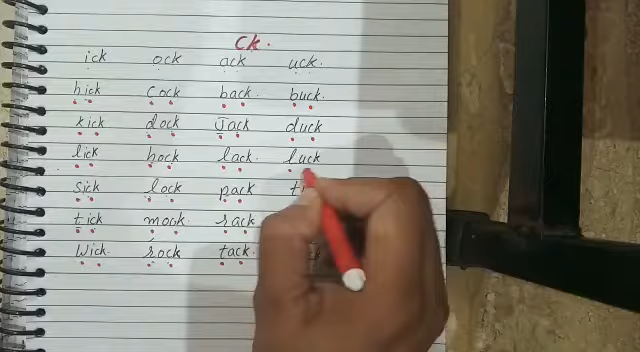 ck.
ick ock ack uck.
hick cock back. buck.
kick dock Jack duck
lick hock lack. luck
sick lock pack
tick mock rack
Wick. rock tack.